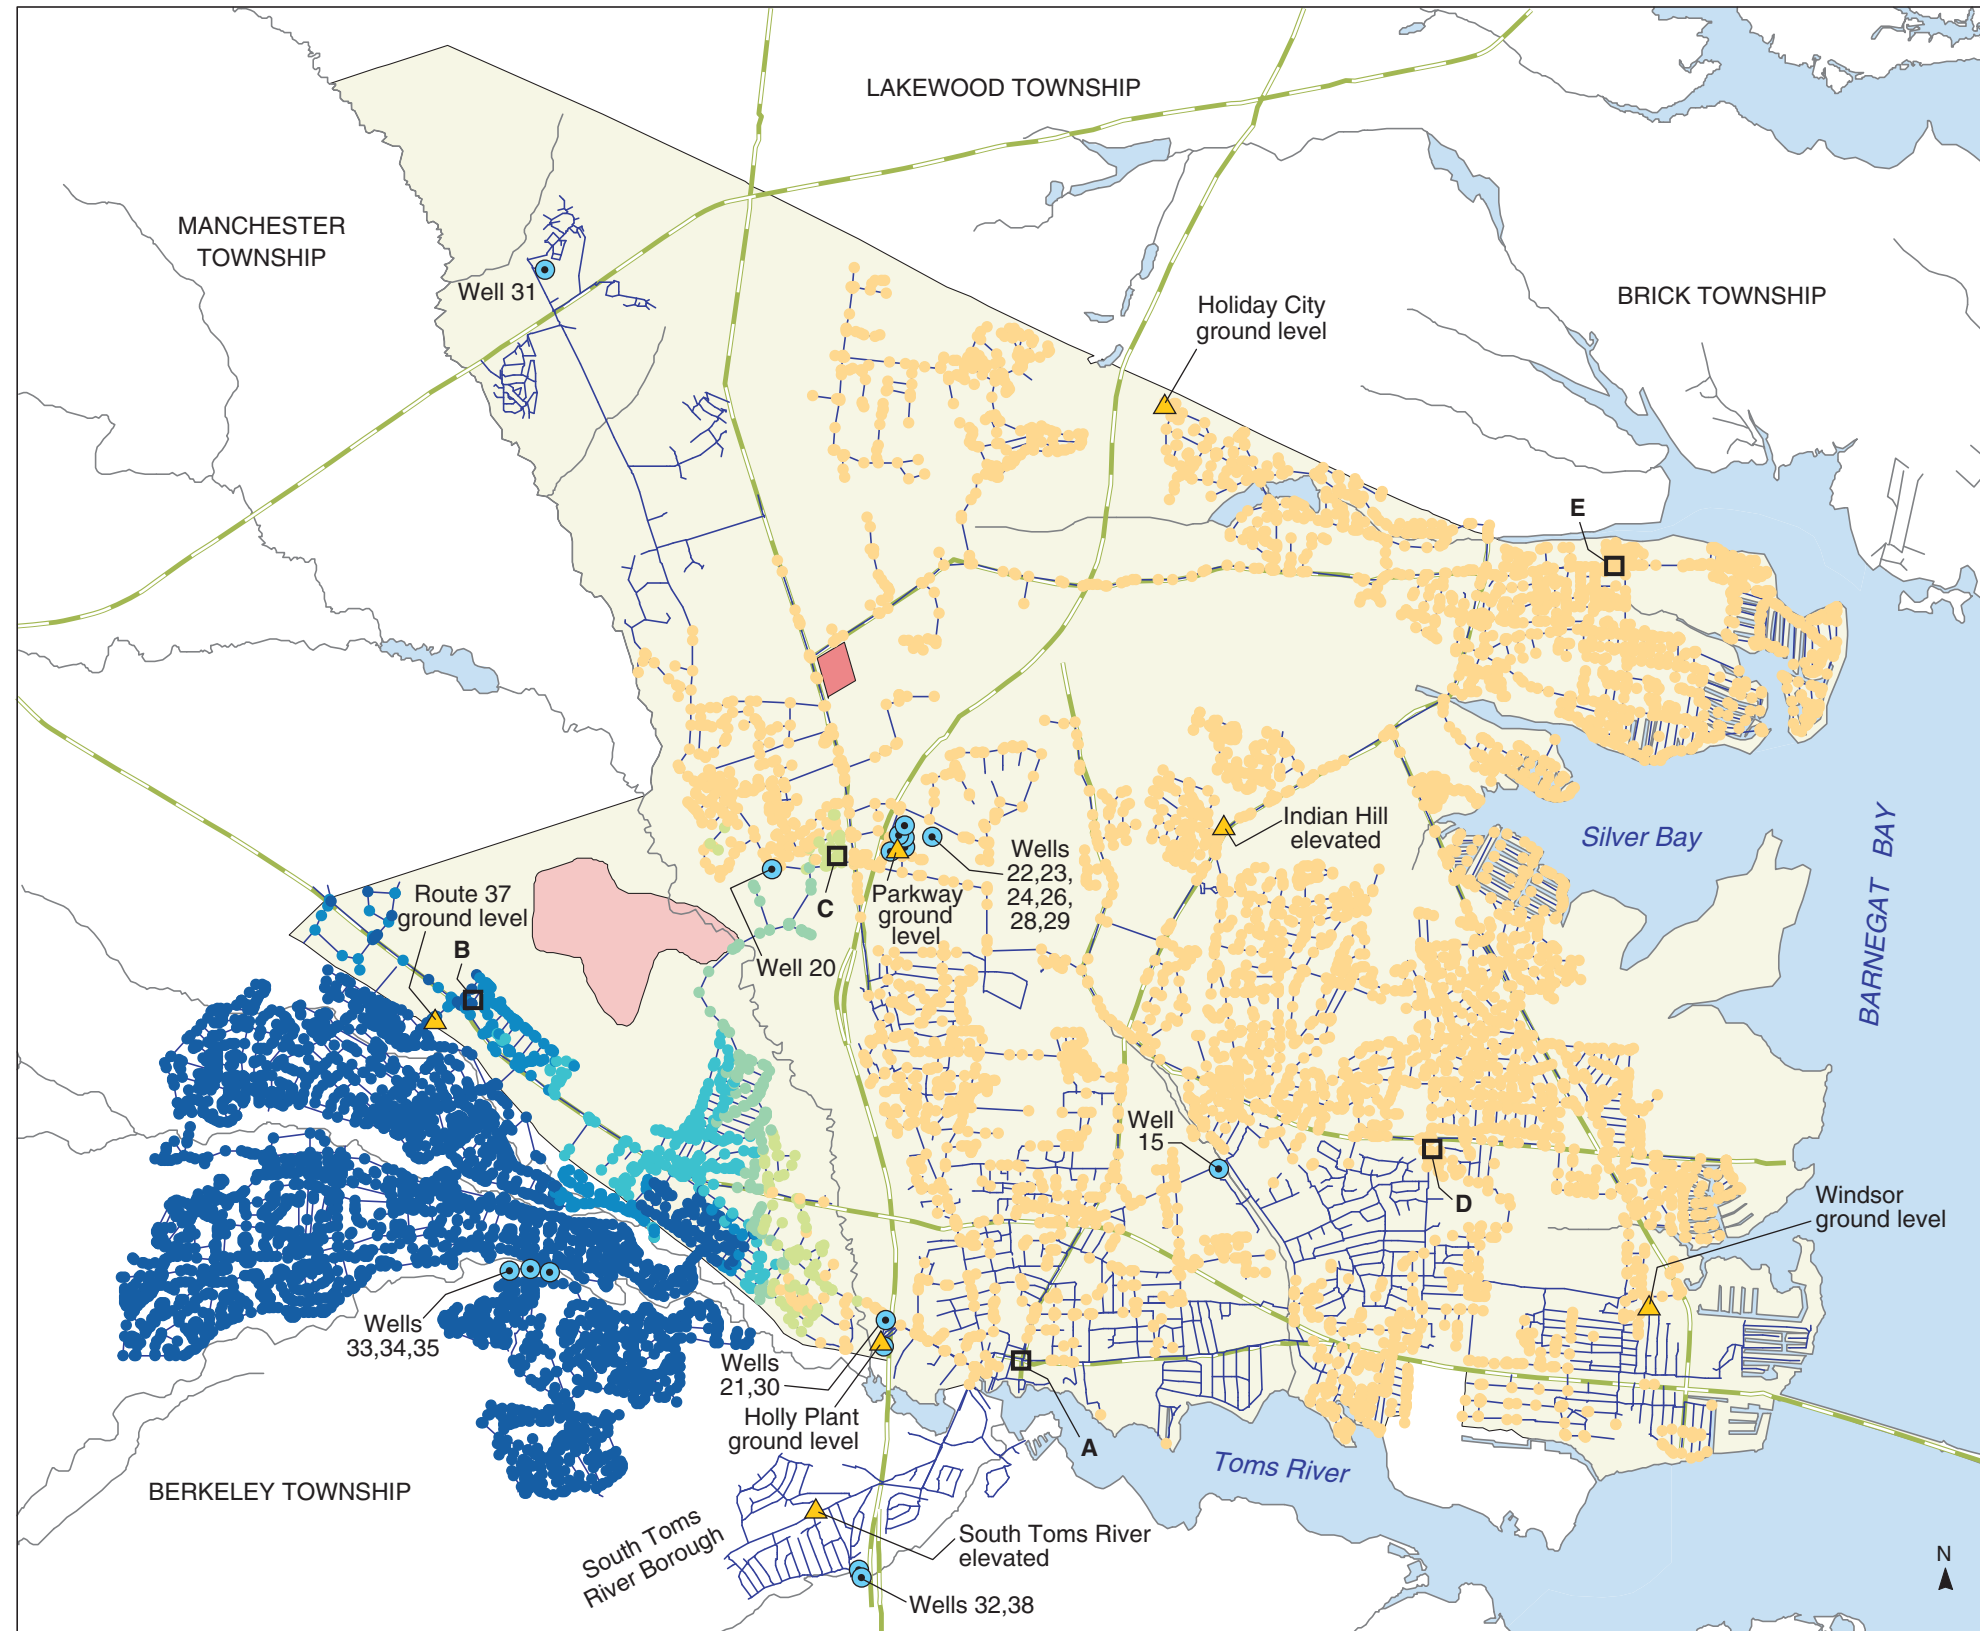 LAKEWOOD TOWNSHIP
MANCHESTER
TOWNSHIP
Well 31
BRICK TOWNSHIP
Holiday City
ground level
E
Indian Hill
elevated
Silver Bay
BARNEGAT BAY
Wells
22,23,
24,26,
28,29
Parkway
ground
level
C
Well 20
Route 37
ground level
B
Well
15
D
Windsor
ground level
Wells
33,34,35
Wells
21,30
Holly Plant
ground level
A
Toms River
BERKELEY TOWNSHIP
South Toms
River Borough
South Toms River
elevated
Wells 32,38
N